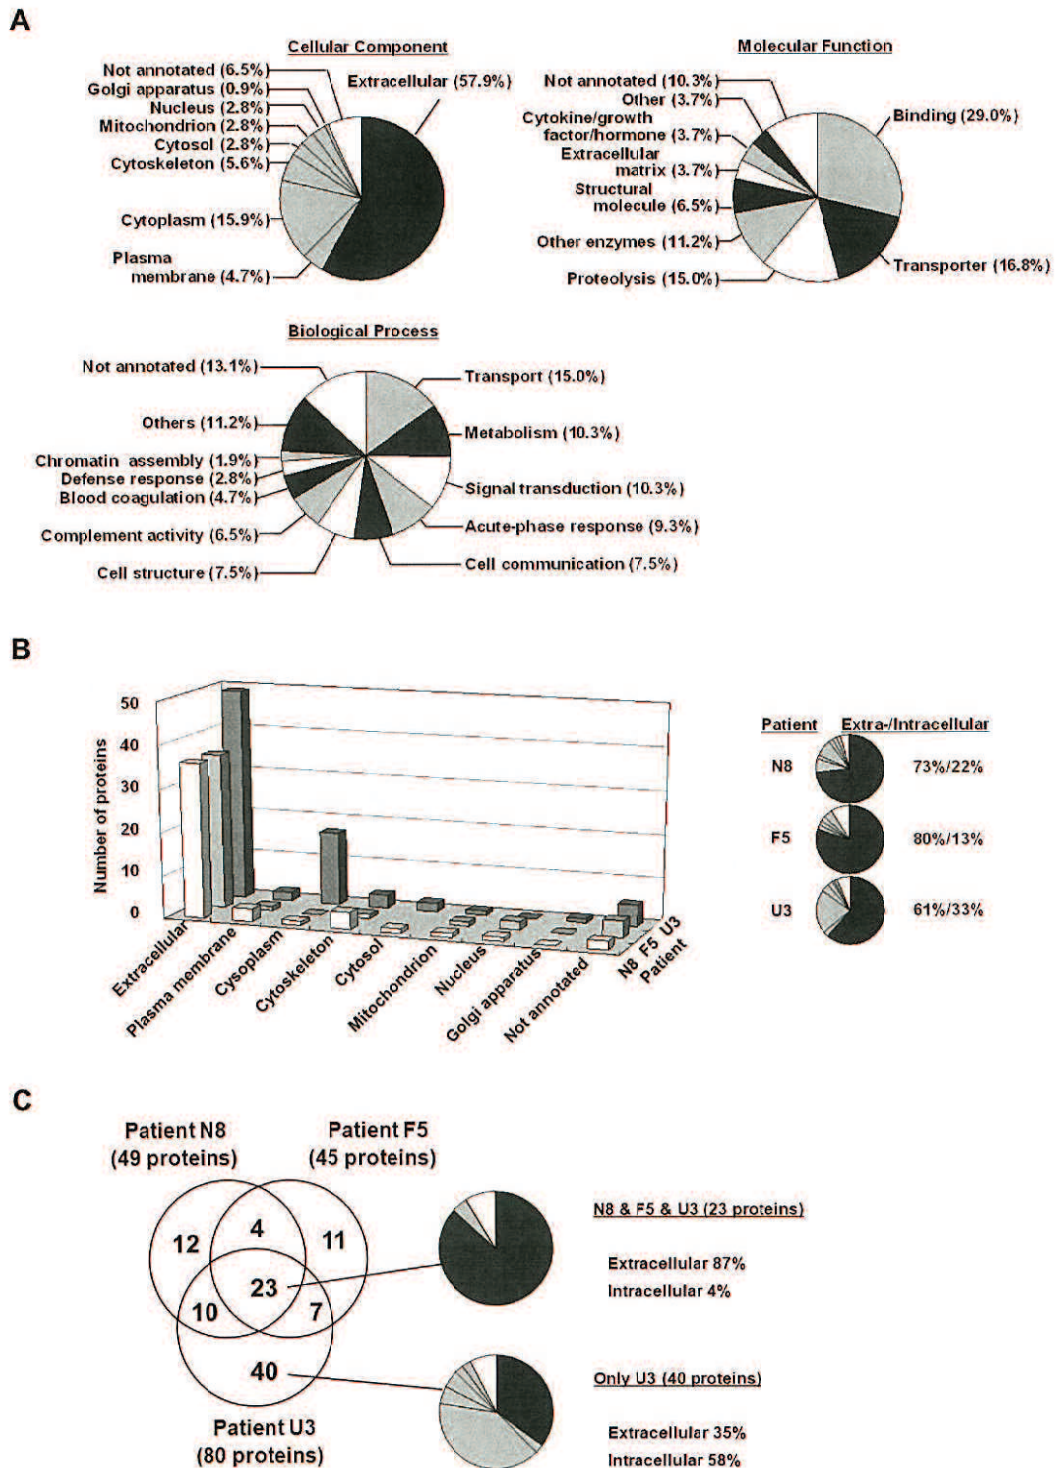 A
Cellular Component
Not annotated (6.5%)
Golgi apparatus (0.9%)
Nucleus (2.8%)
Mitochondrion (2.8%)
Cytosol (2.8%)
Cytoskeleton (5.6%)
Cytoplasm (15.9%)
Plasma
membrane (4.7%)
Extracellular (57.9%)
Molecular Function
Not annotated (10.3%)
Other (3.7%)
Cytokine/growth
factor/hormone (3.7%)
Extracellular
matrix (3.7%)
Structural
molecule (6.5%)
Other enzymes (11.2%)
Proteolysis (15.0%)
Binding (29.0%)
Transporter (16.8%)
Biological Process
Not annotated (13.1%)
Others (11.2%)
Chromatin assembly (1.9%)
Defense response (2.8%)
Blood coagulation (4.7%)
Complement activity (6.5%)
Cell structure (7.5%)
Transport (15.0%)
Metabolism (10.3%)
Signal transduction (10.3%)
Acute-phase response (9.3%)
Cell communication (7.5%)
B
Number of proteins
50
40
30
20
10
0
Extracellular
Plasma membrane
Cysoplasm
Cytoskeleton
Cytosol
Mitochondrion
Nucleus
Golgi apparatus
Not annotated
N8 F5 U3
Patient
Patient Extra-/Intracellular
N8 73%/22%
F5 80%/13%
U3 61%/33%
C
Patient N8
(49 proteins)
Patient F5
(45 proteins)
12
4
11
23
10
7
40
Patient U3
(80 proteins)
N8 & F5 & U3 (23 proteins)
Extracellular 87%
Intracellular 4%
Only U3 (40 proteins)
Extracellular 35%
Intracellular 58%